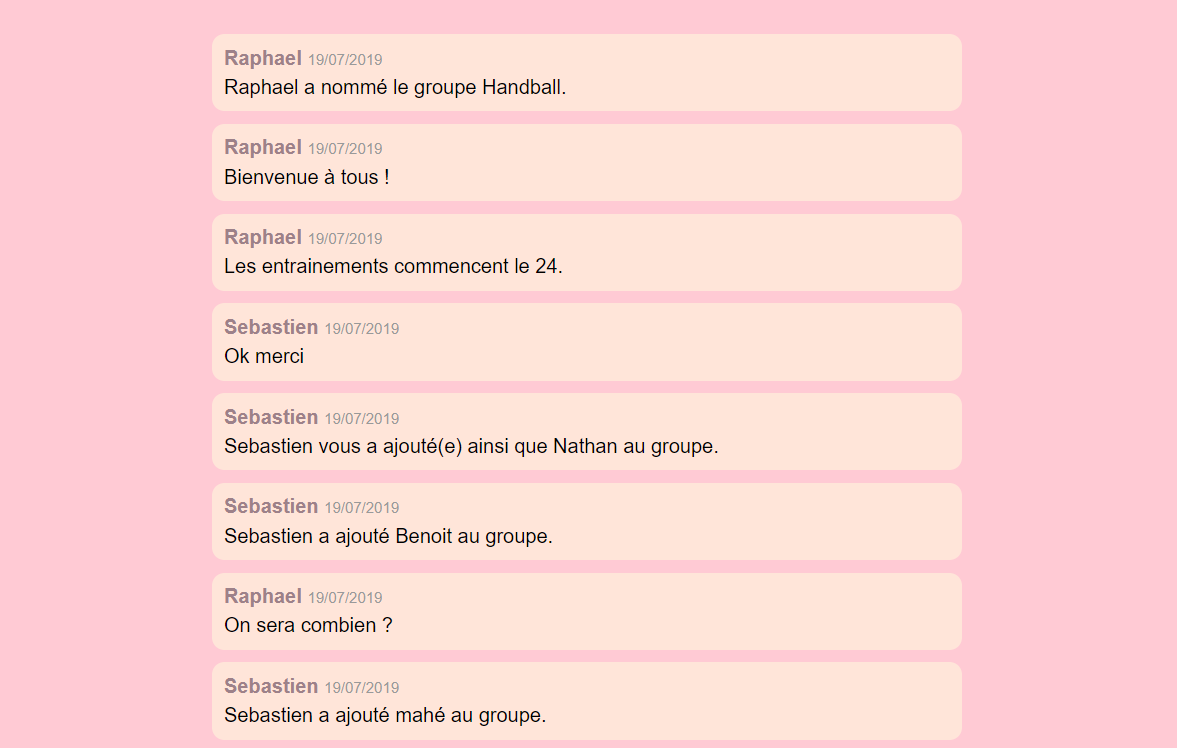 Raphael 19/07/2019
Raphael a nommé le groupe Handball.
Raphael 19/07/2019
Bienvenue à tous !
Raphael 19/07/2019
Les entrainements commencent le 24.
Sebastien 19/07/2019
Ok merci
Sebastien 19/07/2019
Sebastien vous a ajouté(e) ainsi que Nathan au groupe.
Sebastien 19/07/2019
Sebastien a ajouté Benoit au groupe.
Raphael 19/07/2019
On sera combien ?
Sebastien 19/07/2019
Sebastien a ajouté mahé au groupe.